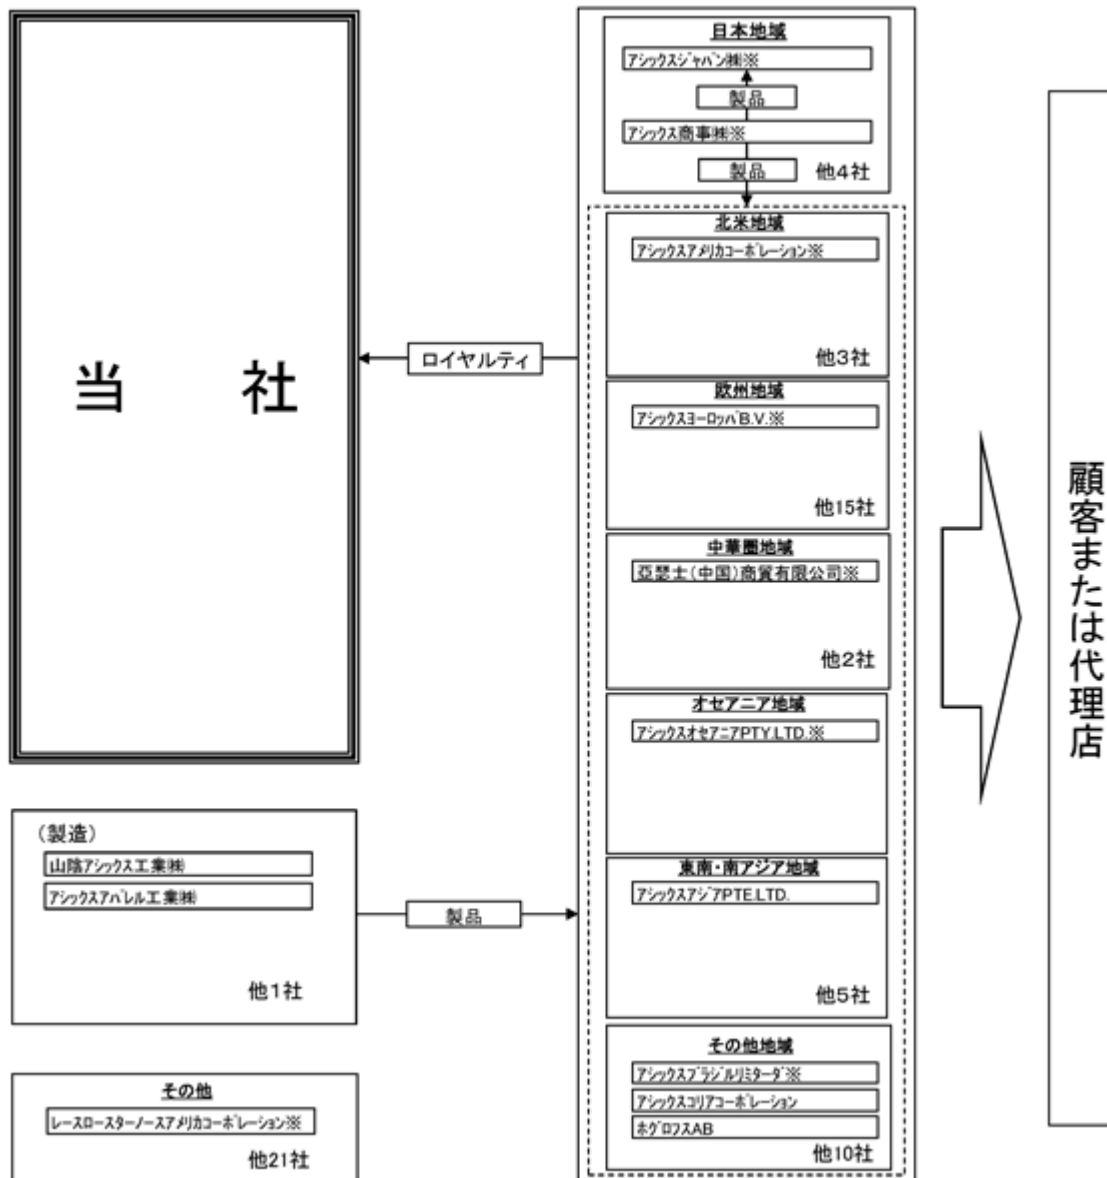 当 社
ロイヤルティ
(製造)
山陰アシックス工業㈱
アシックスアパレル工業㈱
他1社
製品
その他
レースロースターノースアメリカコーポレーション※
他21社
日本地域
アシックスジャパン㈱※
製品
アシックス商事㈱※
製品
他4社
北米地域
アシックスアメリカコーポレーション※
他3社
欧州地域
アシックスヨーロッパB.V.※
他15社
中華圏地域
亞瑟士(中国)商貿有限公司※
他2社
オセアニア地域
アシックスオセアニアPTY.LTD.※
東南・南アジア地域
アシックスアジアPTE.LTD.
他5社
その他地域
アシックスブラジルリミターダ※
アシックスコリアコーポレーション
ホグロフスAB
他10社
顧客または代理店